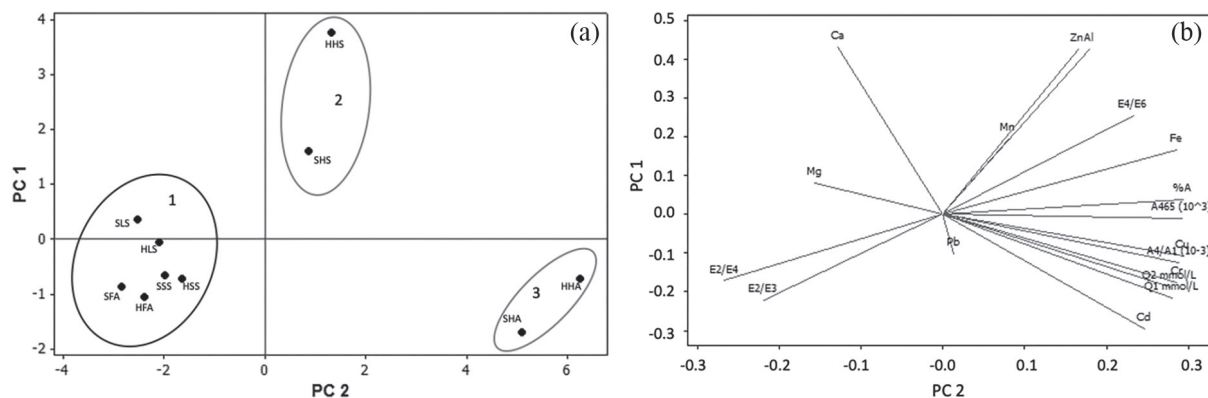 (a)
4
3
2
1
0
-1
-2
PC 1
-4
-2
0
2
4
6
PC 2
HHS
2
SHS
1
SLS
HLS
SSS
HSS
SFA
HFA
3
HHA
SHA
(b)
0.5
0.4
0.3
0.2
0.1
0.0
-0.1
-0.2
-0.3
PC 1
-0.3
-0.2
-0.1
-0.0
0.1
0.2
0.3
PC 2
Ca
ZnAl
E4/E6
Mn
Fe
Mg
%A
A465 (10^3)
Cu
Pb
A4/A1 (10-3)
Cr
E2/E4
Q2 mmol/L
E2/E3
Q1 mmol/L
Cd